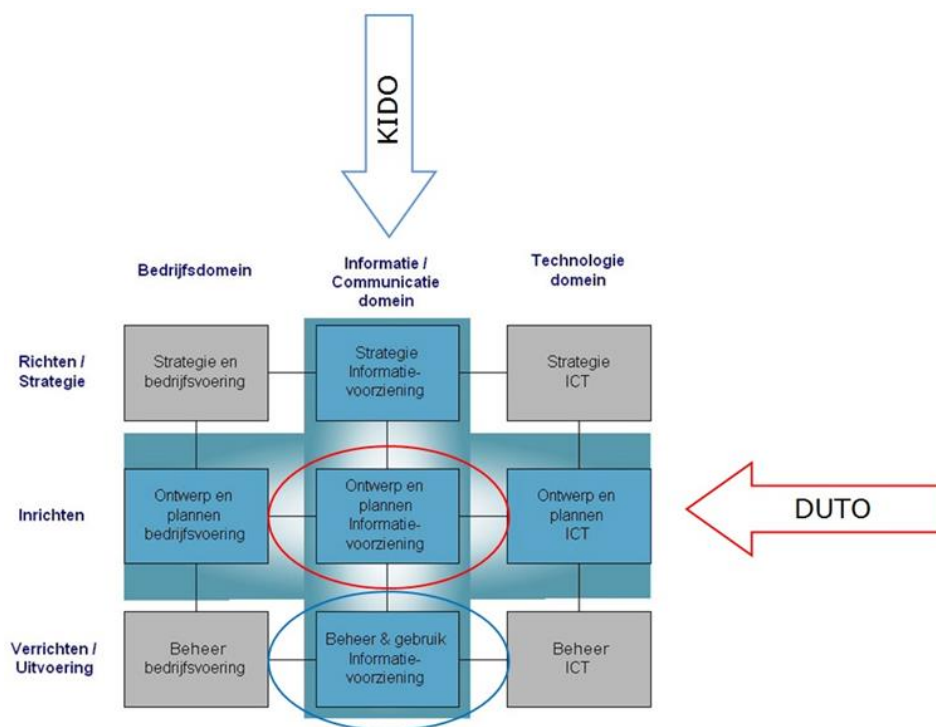 KIDO
Bedrijfsdomein
Informatie /
Communicatie
domein
Technologie
domein
Richten /
Strategie
Strategie en
bedrijfsvoering
Strategie
Informatie-
voorziening
Strategie
ICT
Inrichten
Ontwerp en
plannen
bedrijfsvoering
Ontwerp en
plannen
Informatie-
voorziening
Ontwerp en
plannen
ICT
DUTO
Verrichten /
Uitvoering
Beheer
bedrijfsvoering
Beheer & gebruik
Informatie-
voorziening
Beheer
ICT